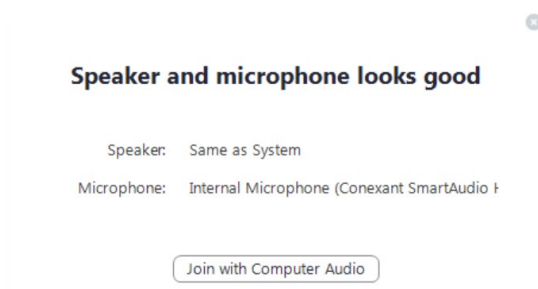 Speaker and microphone looks good
Speaker: Same as System
Microphone: Internal Microphone (Conexant SmartAudio
Join with Computer Audio